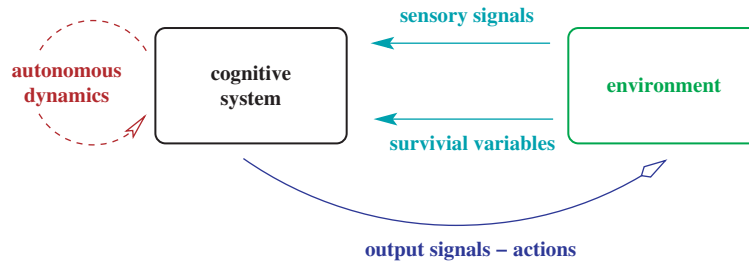 sensory signals
autonomous
dynamics
cognitive
system
environment
survivial variables
output signals – actions